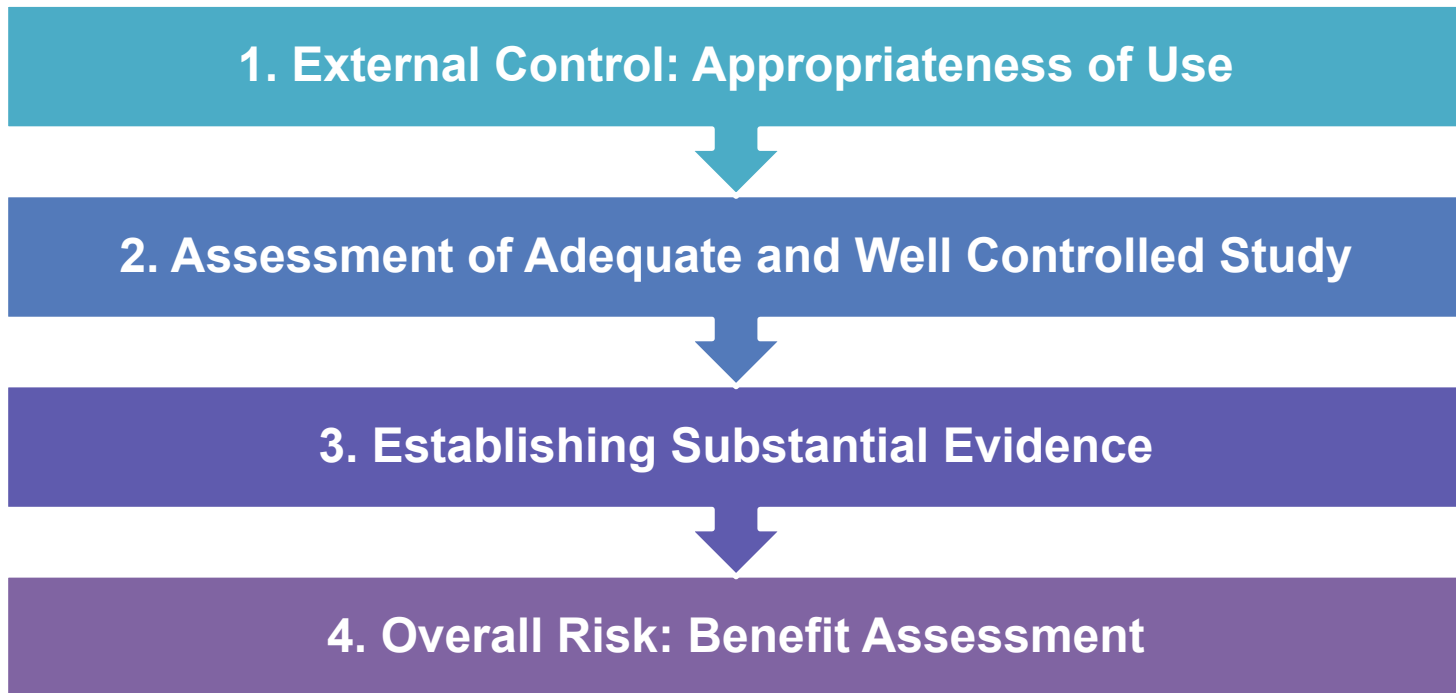 1. External Control: Appropriateness of Use
2. Assessment of Adequate and Well Controlled Study
3. Establishing Substantial Evidence
4. Overall Risk: Benefit Assessment